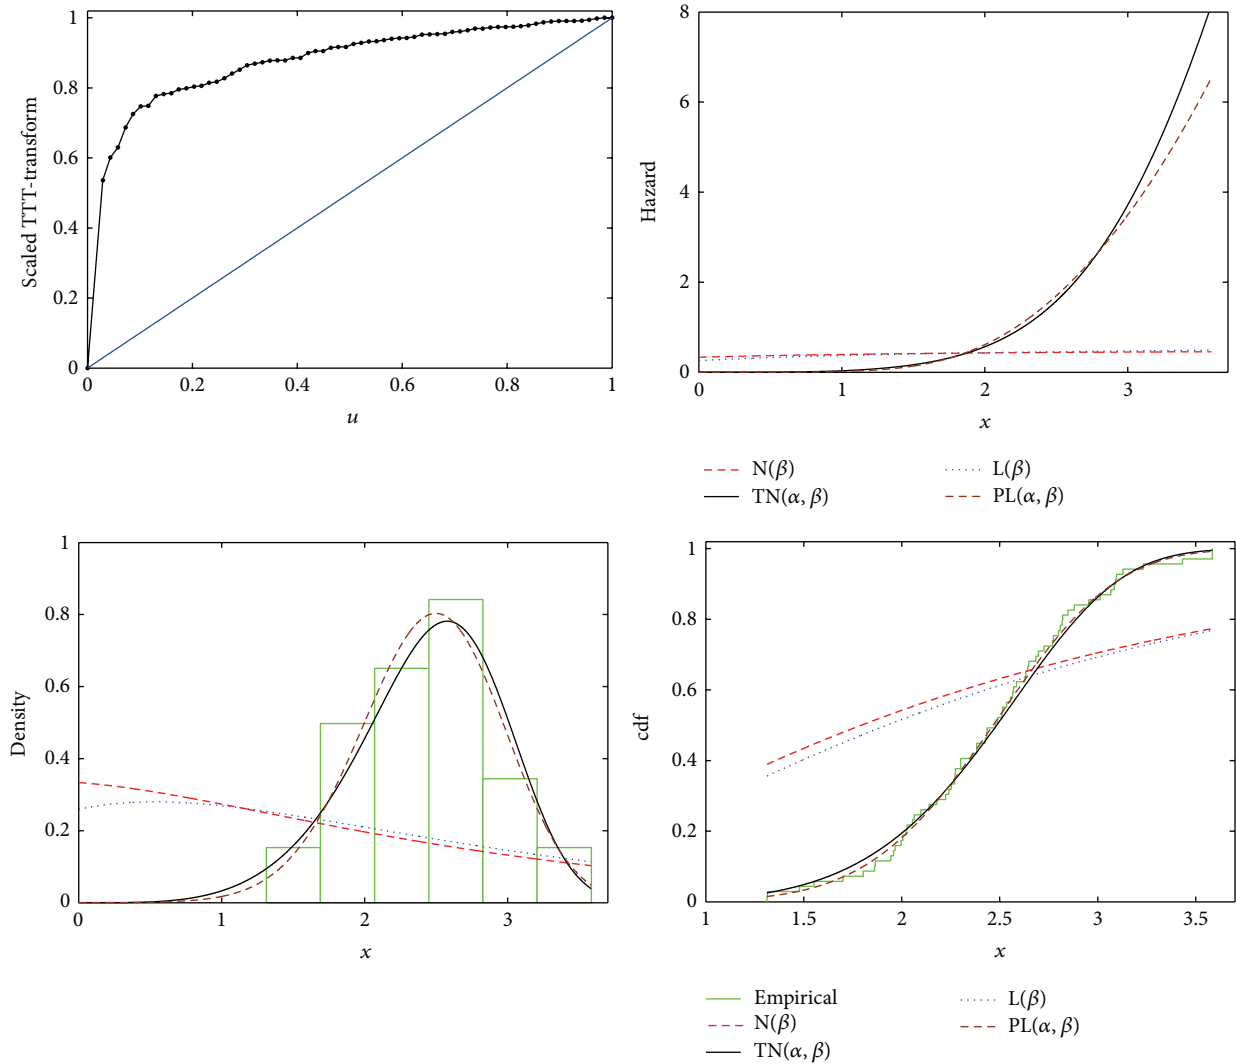 Scaled TTT-transform
1
0.8
0.6
0.4
0.2
0
0 0.2 0.4 0.6 0.8 1
u
Hazard
8
6
4
2
0
0 1 2 3
x
N(β)
TN(α, β)
L(β)
PL(α, β)
Density
1
0.8
0.6
0.4
0.2
0
0 1 2 3
x
cdf
1
0.8
0.6
0.4
0.2
0
1 1.5 2 2.5 3 3.5
x
Empirical
N(β)
TN(α, β)
L(β)
PL(α, β)